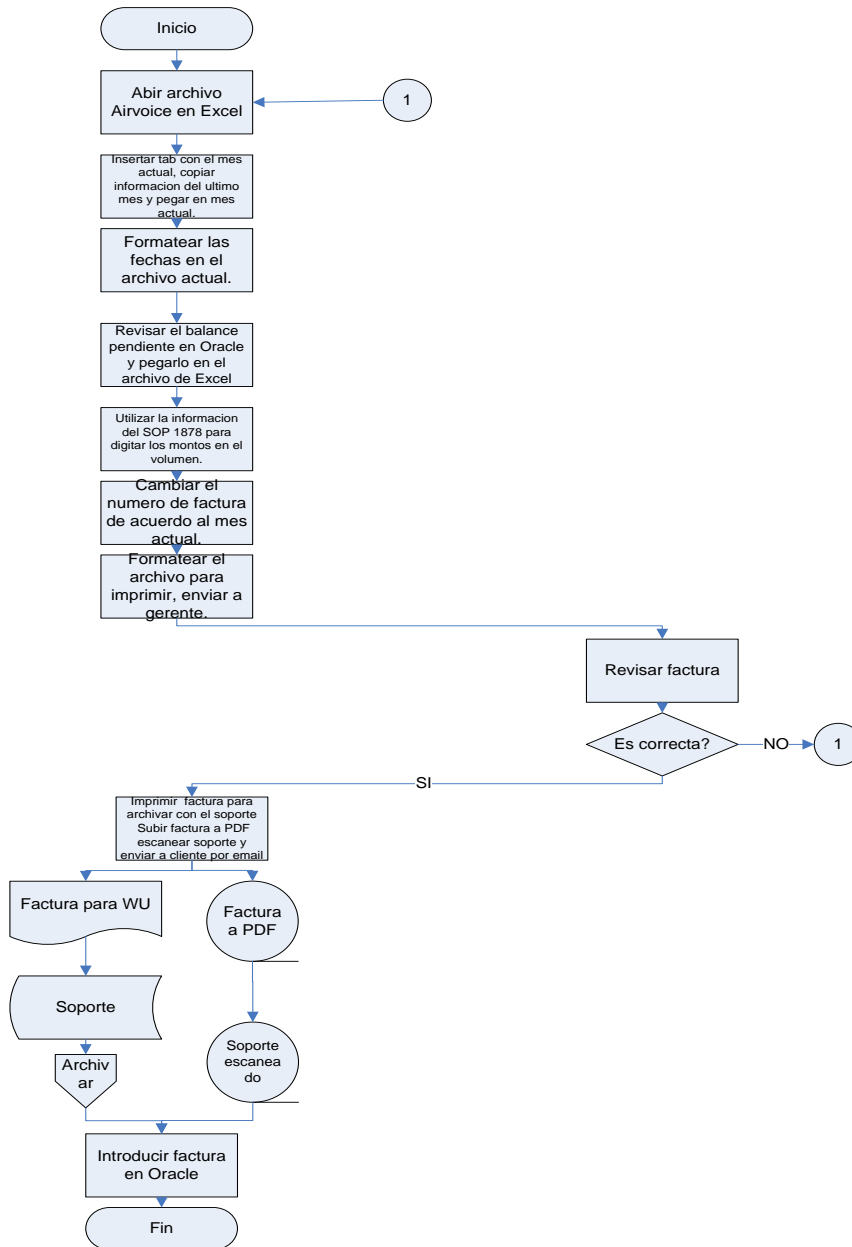 Inicio
Abir archivo
Airvoice en Excel
1
Insertar tab con el mes
actual, copiar
informacion del ultimo
mes y pegar en mes
actual.
Formatear las
fechas en el
archivo actual.
Revisar el balance
pendiente en Oracle
y pegarlo en el
archivo de Excel
Utilizar la informacion
del SOP 1878 para
digitar los montos en el
volumen.
Cambiar el
numero de factura
de acuerdo al mes
actual.
Formatear el
archivo para
imprimir, enviar a
gerente.
Revisar factura
Es correcta?
NO
1
SI
Imprimir factura para
archivar con el soporte
Subir factura a PDF
escanear soporte y
enviar a cliente por email
Factura para WU
Factura
a PDF
Soporte
Soporte
escanea
do
Archiv
ar
Introducir factura
en Oracle
Fin